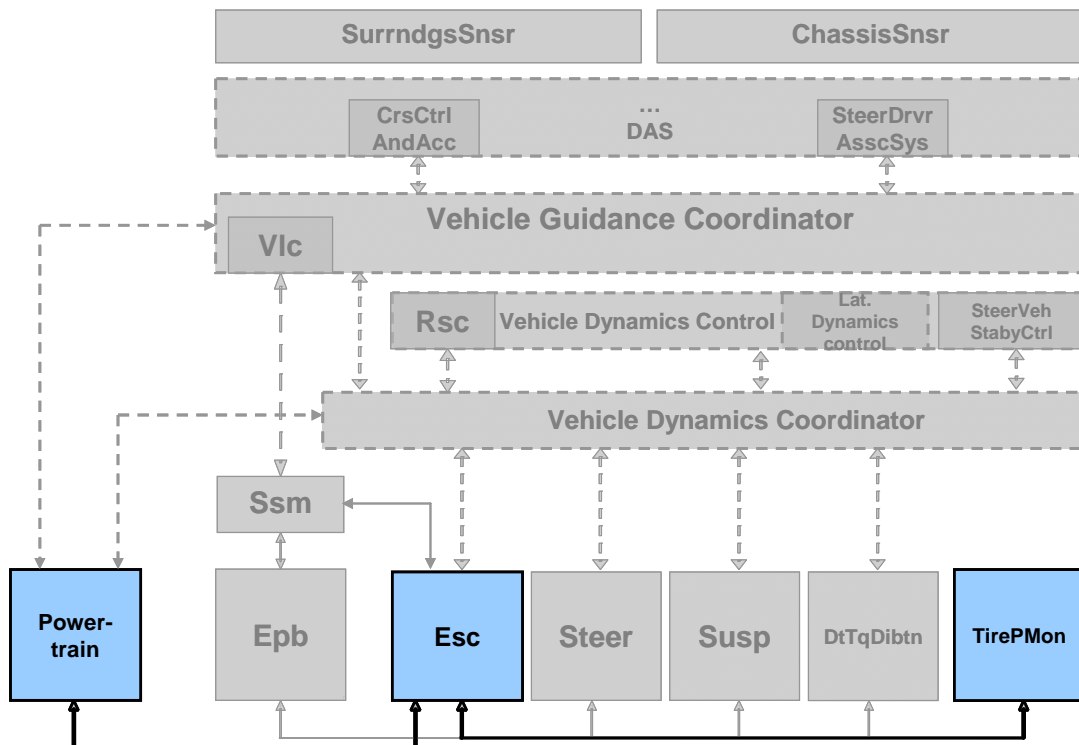 SurrndgsSnsr
ChassisSnsr
CrsCtrl
AndAcc
...
DAS
SteerDrvr
AsscSys
Vehicle Guidance Coordinator
Vlc
Rsc
Vehicle Dynamics Control
Lat.
Dynamics
control
SteerVeh
StabyCtrl
Vehicle Dynamics Coordinator
Ssm
Power-
train
Epb
Esc
Steer
Susp
DtTqDibtn
TirePMon